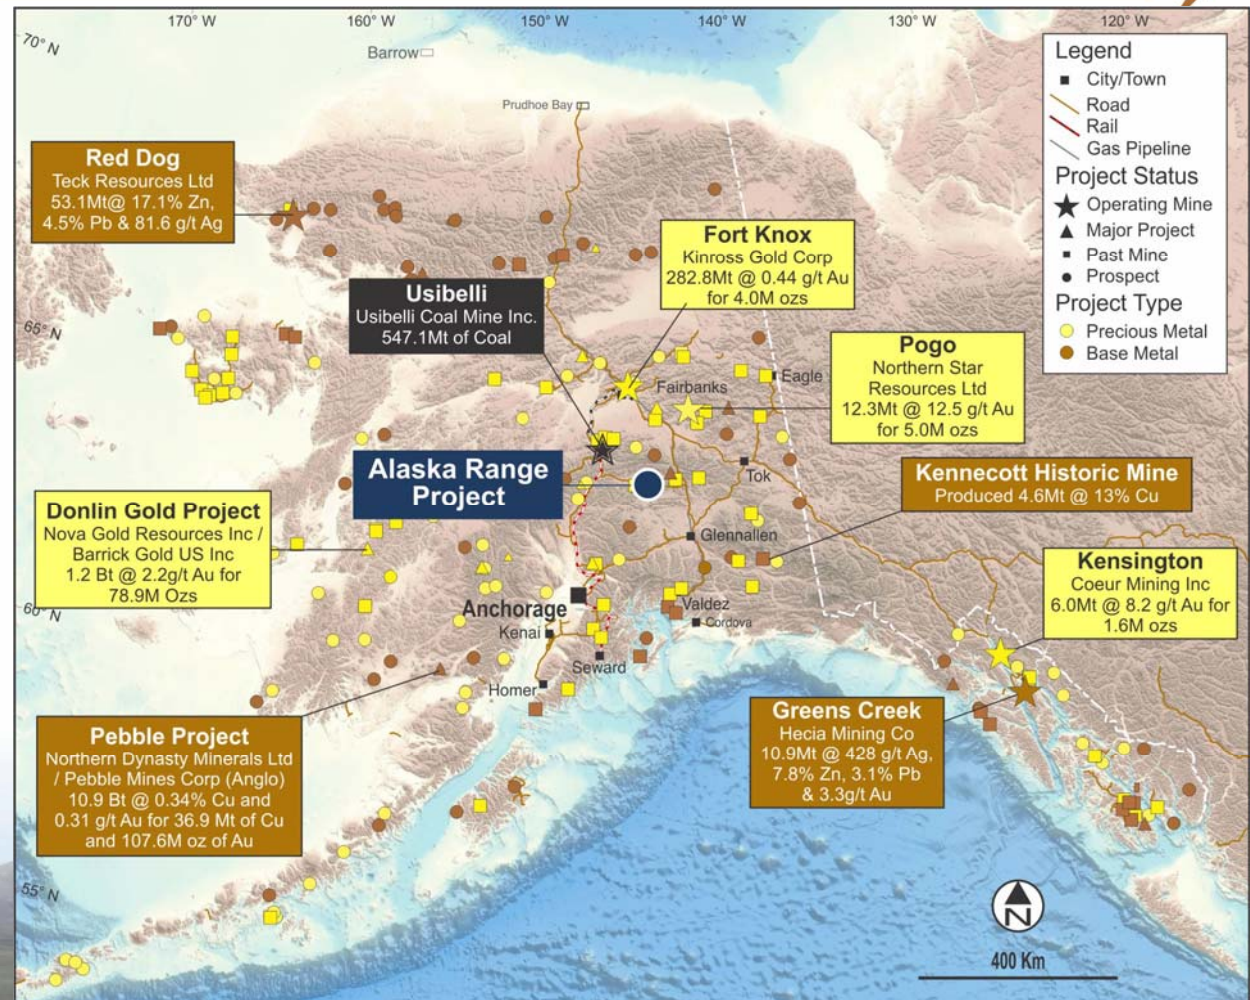 170° W
160° W
150° W
140° W
130° W
120° W
70° N
65° N
60° N
55° N
Barrow
Prudhoe Bay
Legend
City/Town
Road
Rail
Gas Pipeline
Project Status
Operating Mine
Major Project
Past Mine
Prospect
Project Type
Precious Metal
Base Metal
Red Dog
Teck Resources Ltd
53.1Mt@ 17.1% Zn,
4.5% Pb & 81.6 g/t Ag
Fort Knox
Kinross Gold Corp
282.8Mt @ 0.44 g/t Au
for 4.0M ozs
Usibelli
Usibelli Coal Mine Inc.
547.1Mt of Coal
Pogo
Northern Star
Resources Ltd
12.3Mt @ 12.5 g/t Au
for 5.0M ozs
Fairbanks
Eagle
Alaska Range
Project
Tok
Kennecott Historic Mine
Produced 4.6Mt @ 13% Cu
Donlin Gold Project
Nova Gold Resources Inc /
Barrick Gold US Inc
1.2 Bt @ 2.2g/t Au for
78.9M Ozs
Glennallen
Kensington
Coeur Mining Inc
6.0Mt @ 8.2 g/t Au for
1.6M ozs
Anchorage
Valdez
Cordova
Kenai
Seward
Homer
Pebble Project
Northern Dynasty Minerals Ltd
/ Pebble Mines Corp (Anglo)
10.9 Bt @ 0.34% Cu and
0.31 g/t Au for 36.9 Mt of Cu
and 107.6M oz of Au
Greens Creek
Hecia Mining Co
10.9Mt @ 428 g/t Ag,
7.8% Zn, 3.1% Pb
& 3.3g/t Au
N
400 Km